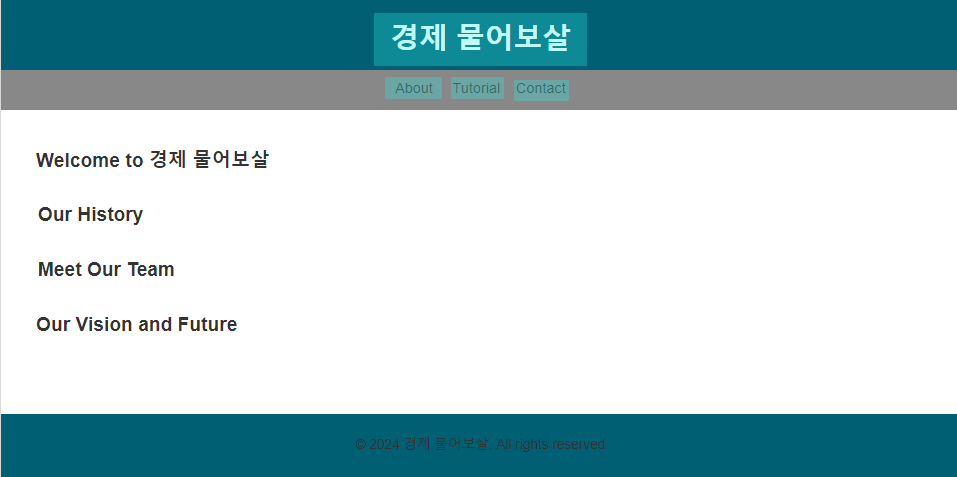 경제 물어보살
About Tutorial Contact
Welcome to 경제 물어보살
Our History
Meet Our Team
Our Vision and Future
© 2024 경제 물어보살. All rights reserved.